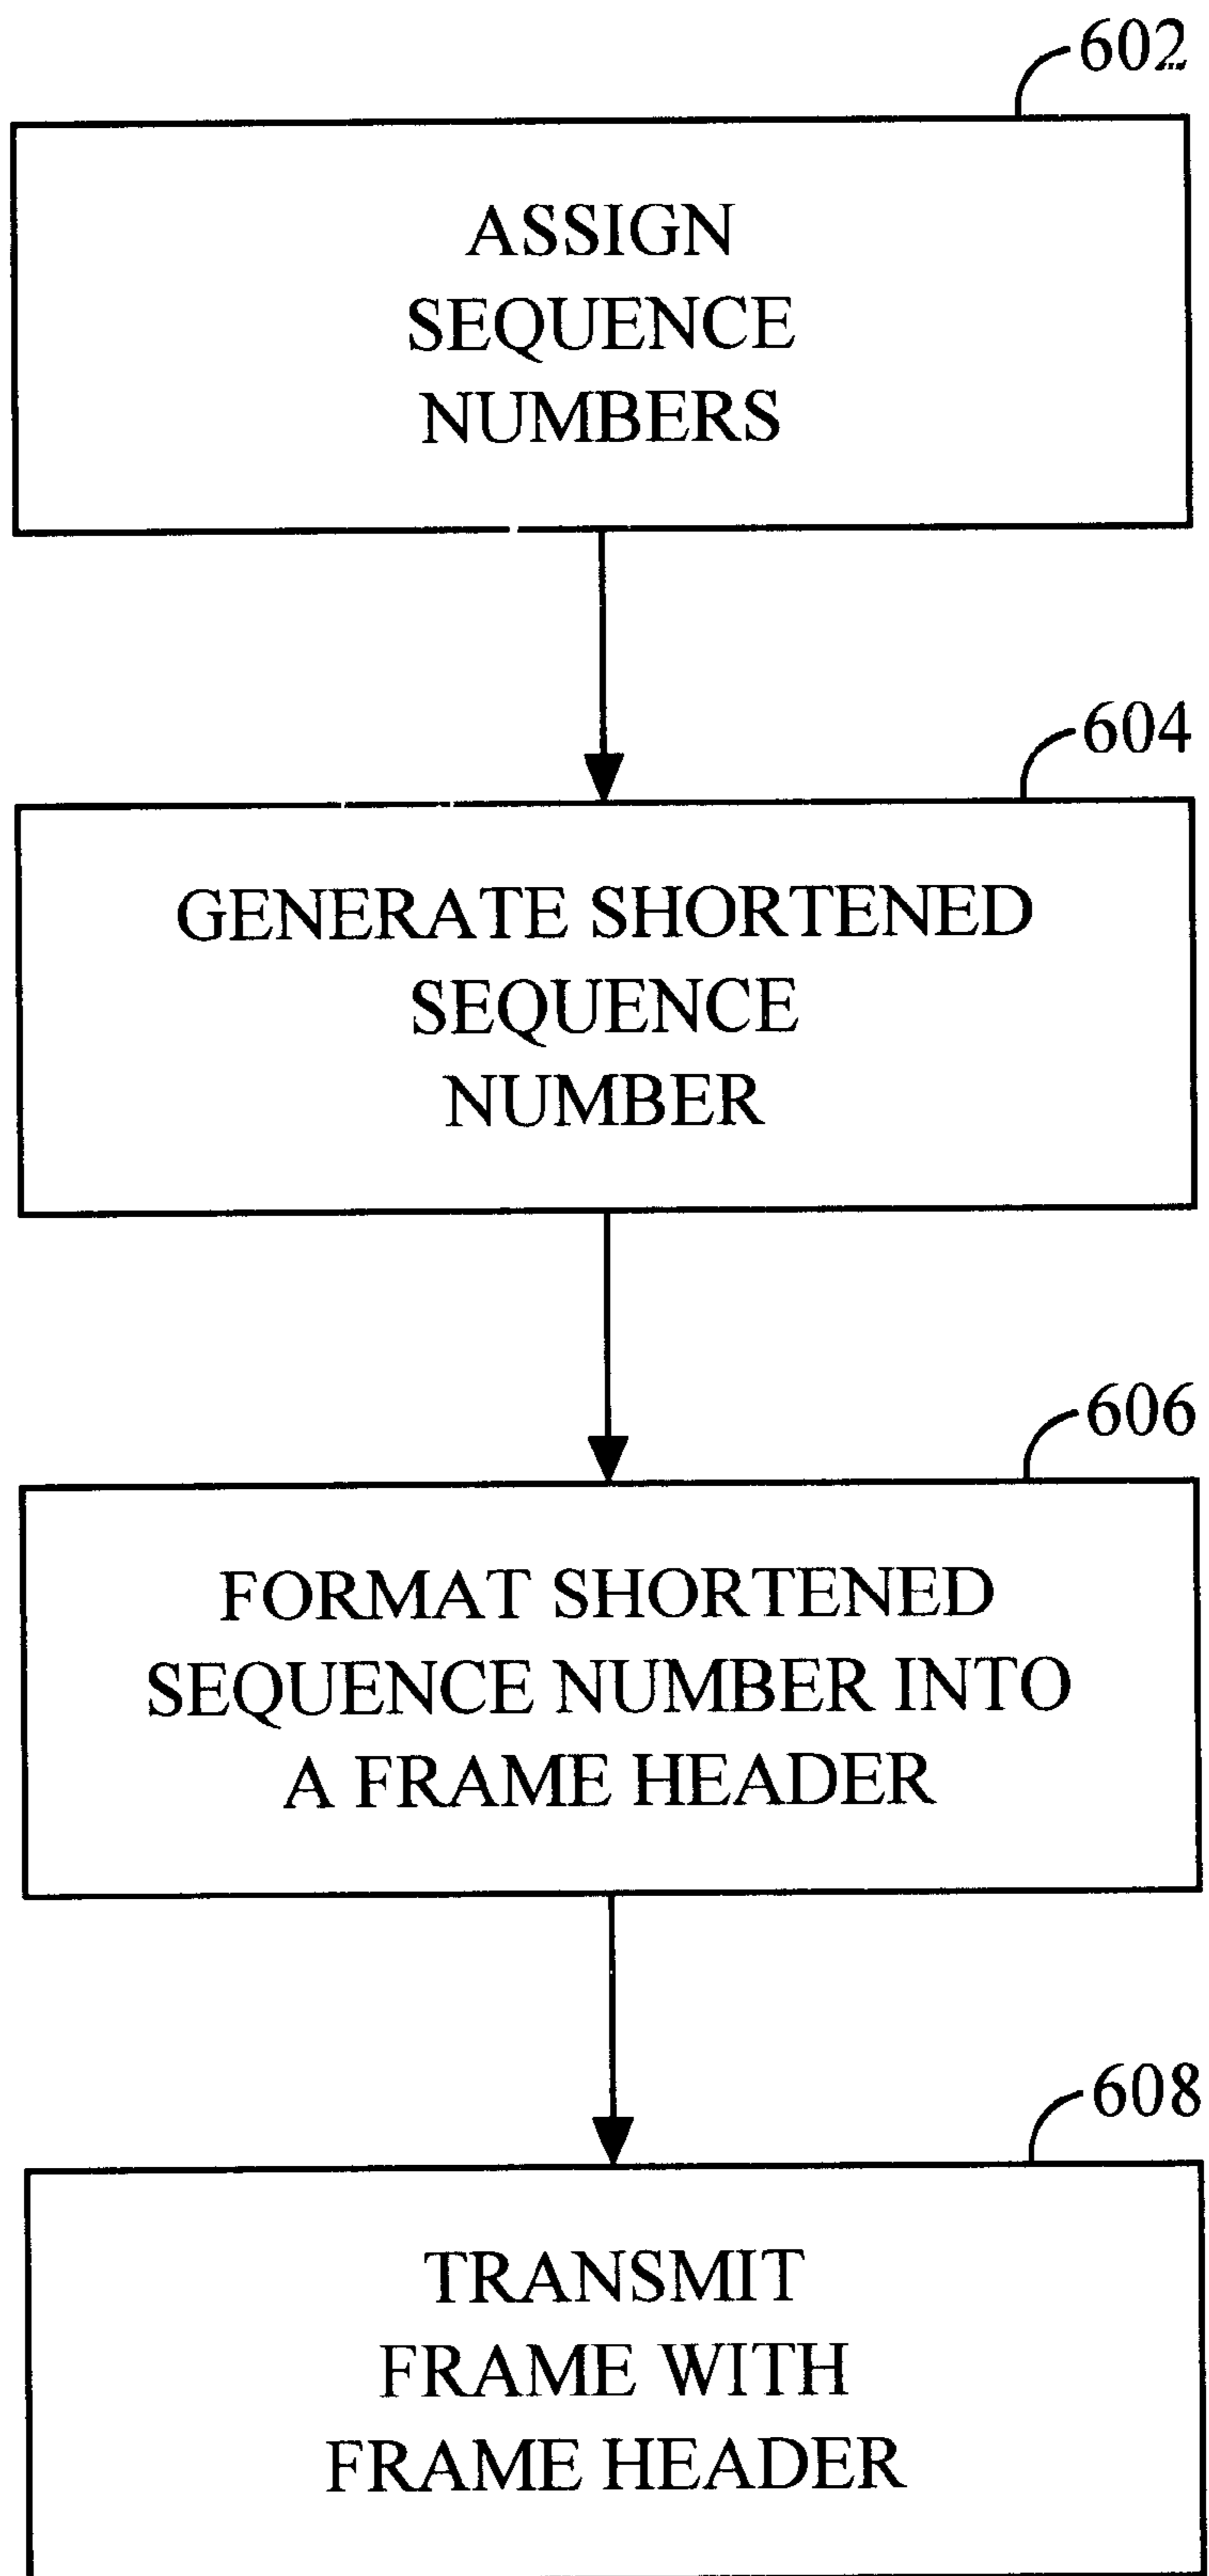 602
ASSIGN
SEQUENCE
NUMBERS
604
GENERATE SHORTENED
SEQUENCE
NUMBER
606
FORMAT SHORTENED
SEQUENCE NUMBER INTO
A FRAME HEADER
608
TRANSMIT
FRAME WITH
FRAME HEADER